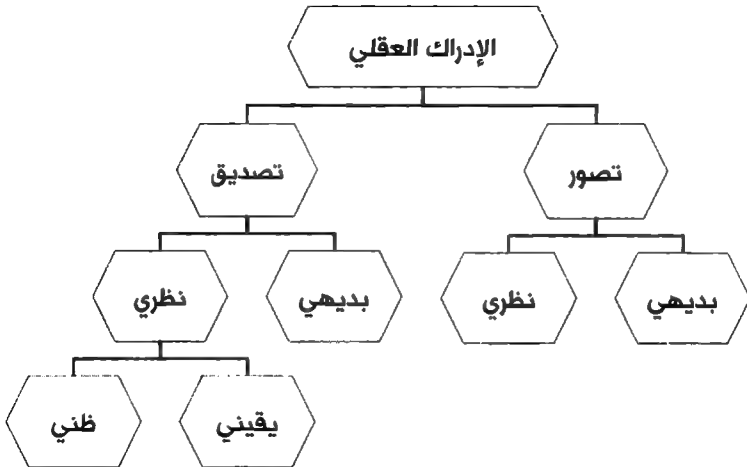 الإدراك العقلي
تصور
تصديق
بديهي
نظري
بديهي
نظري
يقيني
ظني